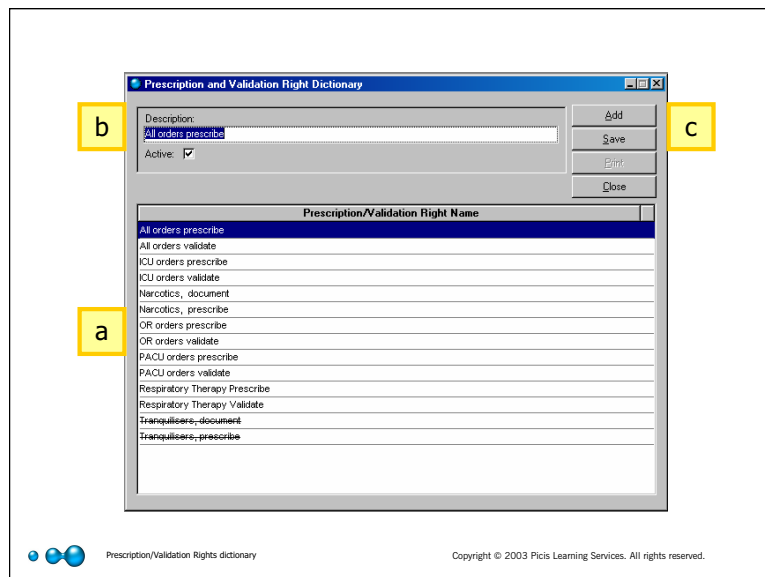 Prescription and Validation Right Dictionary
b
Description:
All orders prescribe
Active:
Add
Save
Print
Close
c
Prescription/Validation Right Name
All orders prescribe
All orders validate
ICU orders prescribe
ICU orders validate
Narcotics, document
Narcotics, prescribe
a
OR orders prescribe
OR orders validate
PACU orders prescribe
PACU orders validate
Respiratory Therapy Prescribe
Respiratory Therapy Validate
Tranquilisers, document
Tranquilisers, prescribe
Prescription/Validation Rights dictionary
Copyright © 2003 Picis Learning Services. All rights reserved.